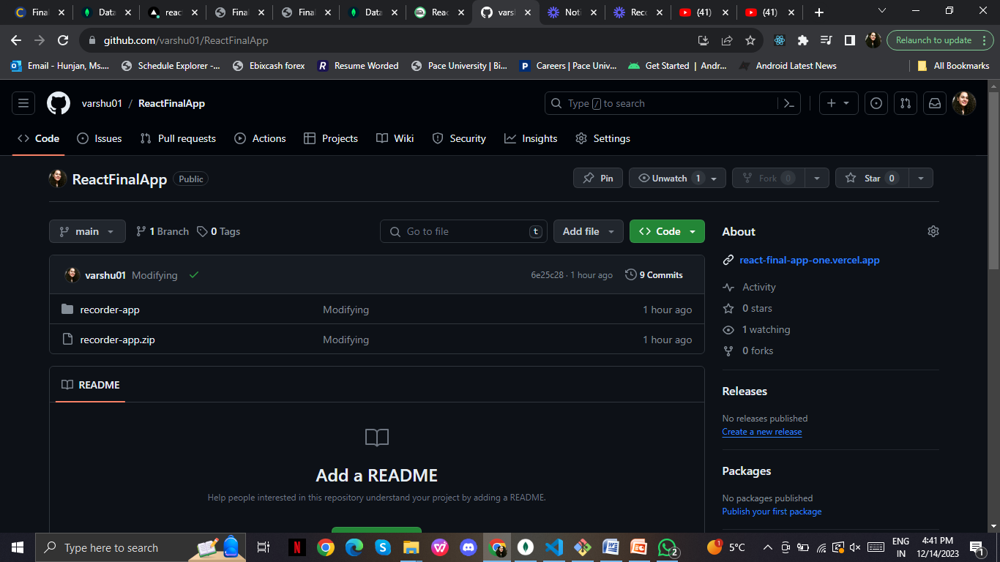 Final
Data
react
Final
Final
Data
Reac
vars
Noti
Reco
(41)
(41)
github.com/varshu01/ReactFinalApp
Relaunch to update
Email - Hunjan, Ms....
Schedule Explorer -...
Ebixcash forex
Resume Worded
Pace University | Bi...
Careers | Pace Univ...
Get Started | Andr...
Android Latest News
All Bookmarks
varshu01 / ReactFinalApp
Type / to search
Code
Issues
Pull requests
Actions
Projects
Wiki
Security
Insights
Settings
ReactFinalApp Public
Pin
Unwatch 1
Fork 0
Star 0
main
1 Branch
0 Tags
Go to file t
Add file
Code
About
react-final-app-one.vercel.app
varshu01 Modifying
6e25c28 · 1 hour ago
9 Commits
recorder-app Modifying 1 hour ago
recorder-app.zip Modifying 1 hour ago
Activity
0 stars
1 watching
0 forks
README
Add a README
Help people interested in this repository understand your project by adding a README.
Releases
No releases published
Create a new release
Packages
No packages published
Publish your first package
Type here to search
5°C
ENG
IN
4:41 PM
12/14/2023